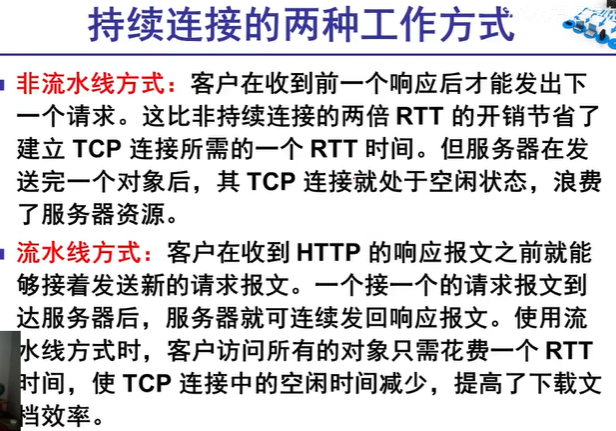 持续连接的两种工作方式
非流水线方式：客户在收到前一个响应后才能发出下
一个请求。这比非持续连接的两倍 RTT 的开销节省了
建立 TCP 连接所需的一个 RTT 时间。但服务器在发
送完一个对象后，其 TCP 连接就处于空闲状态，浪费
了服务器资源。
流水线方式：客户在收到 HTTP 的响应报文之前就能
够接着发送新的请求报文。一个接一个的请求报文到
达服务器后，服务器就可连续发回响应报文。使用流
水线方式时，客户访问所有的对象只需花费一个 RTT
时间，使 TCP 连接中的空闲时间减少，提高了下载文
档效率。